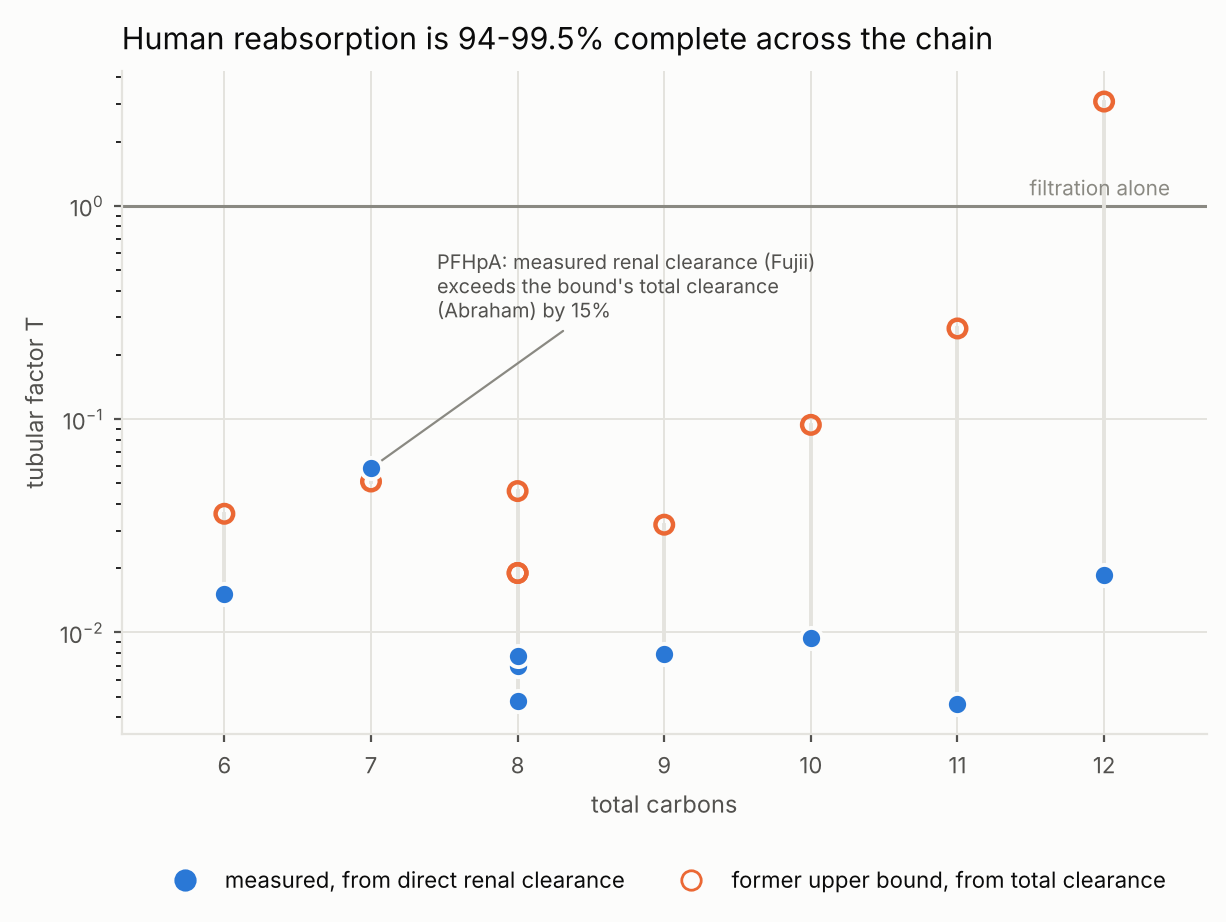 Human reabsorption is 94-99.5% complete across the chain
filtration alone
10⁰
PFHpA: measured renal clearance (Fujii)
exceeds the bound's total clearance
(Abraham) by 15%
10⁻¹
10⁻²
tubular factor T
6 7 8 9 10 11 12
total carbons
measured, from direct renal clearance
former upper bound, from total clearance